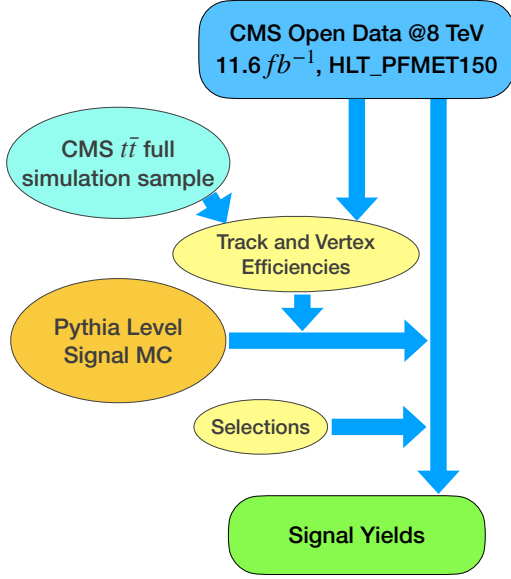 CMS Open Data @8 TeV
11.6 fb⁻¹, HLT_PFMET150
CMS tt̄ full
simulation sample
Track and Vertex
Efficiencies
Pythia Level
Signal MC
Selections
Signal Yields